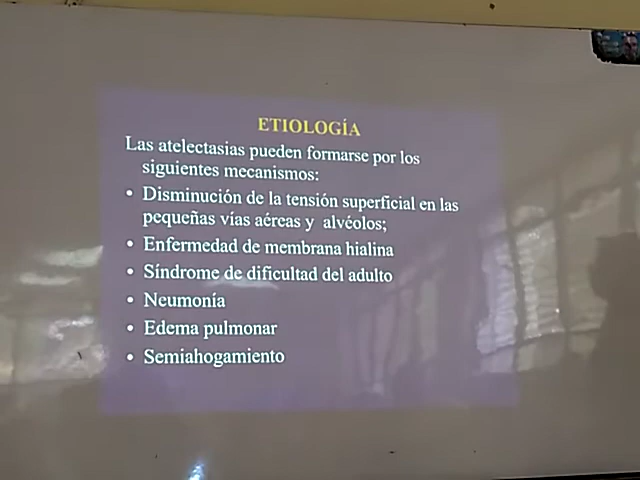 ETIOLOGÍA
Las atelectasias pueden formarse por los
siguientes mecanismos:
• Disminución de la tensión superficial en las
pequeñas vías aéreas y alvéolos;
• Enfermedad de membrana hialina
• Síndrome de dificultad del adulto
• Neumonía
• Edema pulmonar
• Semiahogamiento